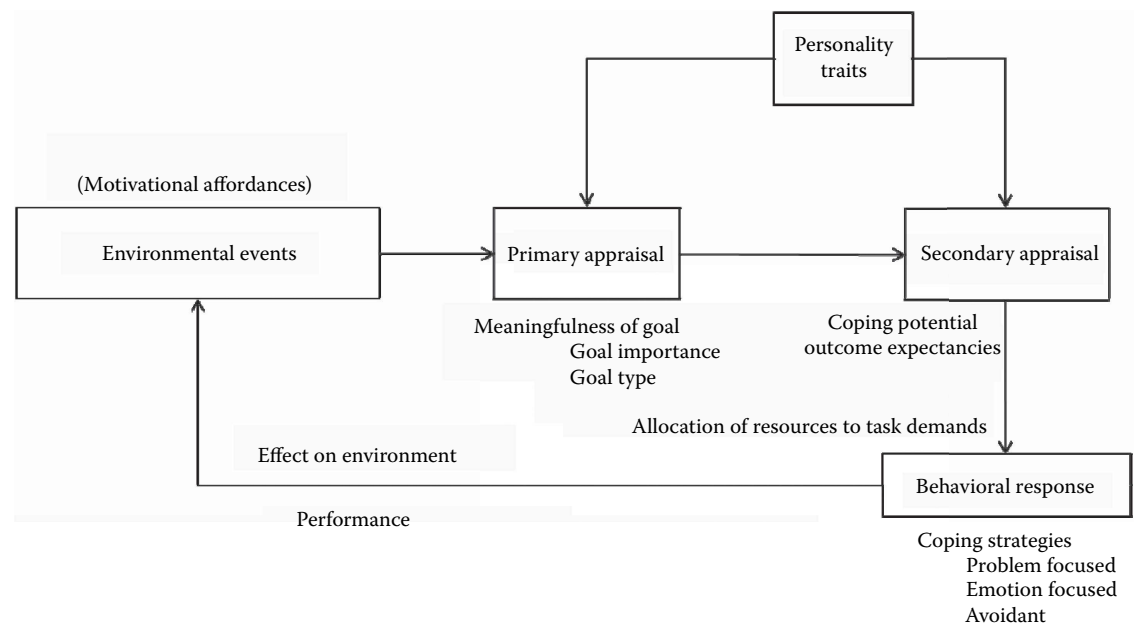 Personality
traits
(Motivational affordances)
Environmental events
Primary appraisal
Secondary appraisal
Meaningfulness of goal
Goal importance
Goal type
Coping potential
outcome expectancies
Allocation of resources to task demands
Effect on environment
Behavioral response
Performance
Coping strategies
Problem focused
Emotion focused
Avoidant